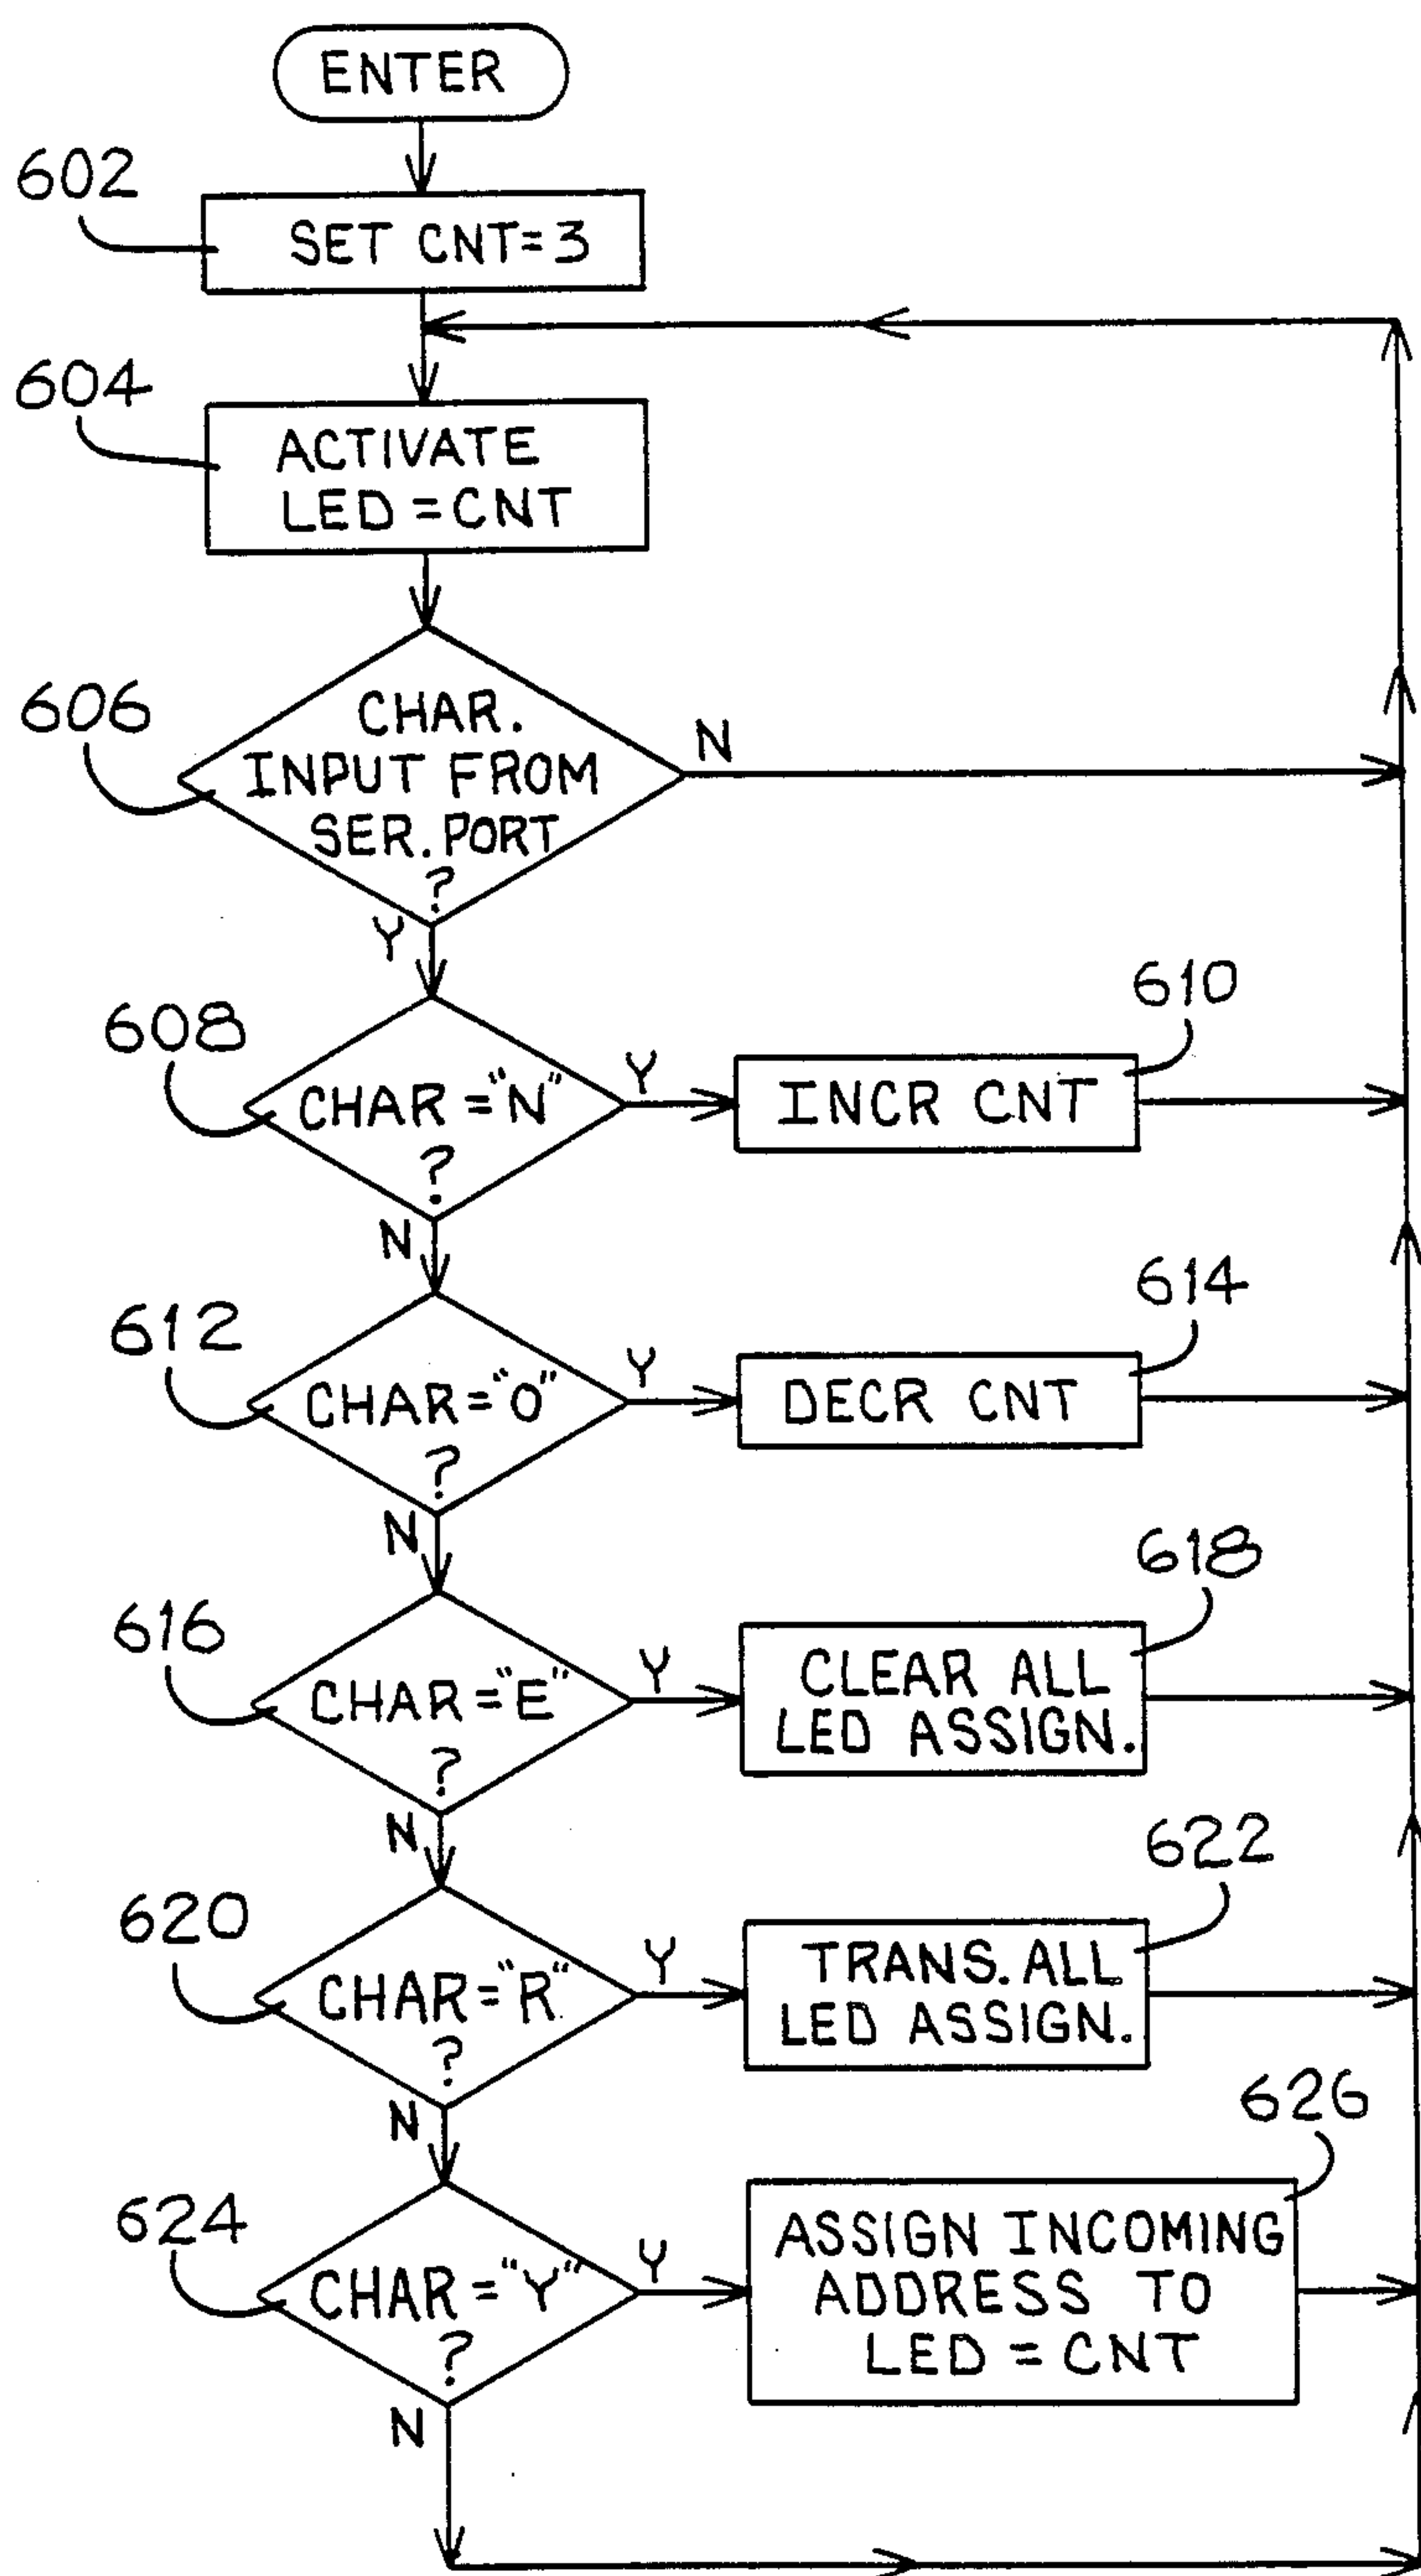 ENTER
602
SET CNT=3
604
ACTIVATE
LED = CNT
606
CHAR.
INPUT FROM
SER. PORT
?
N
Y
608
CHAR = "N"
?
Y
610
INCR CNT
N
612
CHAR = "O"
?
Y
614
DECR CNT
N
616
CHAR = "E"
?
Y
618
CLEAR ALL
LED ASSIGN.
N
620
CHAR = "R"
?
Y
622
TRANS. ALL
LED ASSIGN.
N
624
CHAR = "Y"
?
Y
626
ASSIGN INCOMING
ADDRESS TO
LED = CNT
N